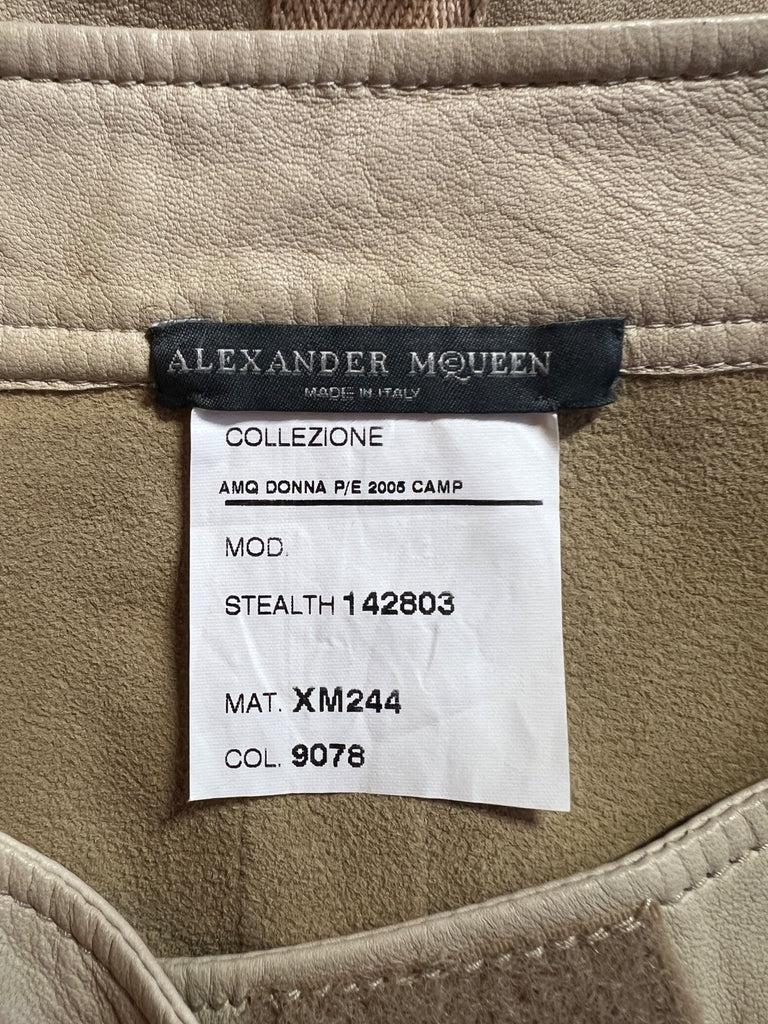 ALEXANDER MCQUEEN
MADE IN ITALY
COLLEZIONE
AMQ DONNA P/E 2005 CAMP
MOD.
STEALTH 142803
MAT. XM244
COL. 9078